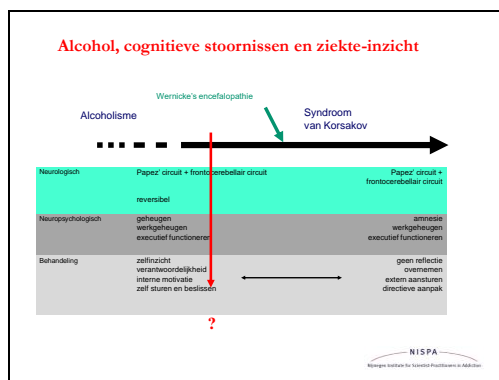 Alcohol, cognitieve stoornissen en ziekte-inzicht
Wernicke's encefalopathie
Alcoholisme
Syndroom
van Korsakov
Neurologisch
Papez' circuit + frontocerebellair circuit
reversibel
Papez' circuit +
frontocerebellair circuit
Neuropsychologisch
geheugen
werkgeheugen
executief functioneren
amnesie
werkgeheugen
executief functioneren
Behandeling
zelfinzicht
verantwoordelijkheid
interne motivatie
zelf sturen en beslissen
geen reflectie
overnemen
extern aansturen
directieve aanpak
?
NISPA
Nijmegen Institute for Scientist-Practitioners in Addiction